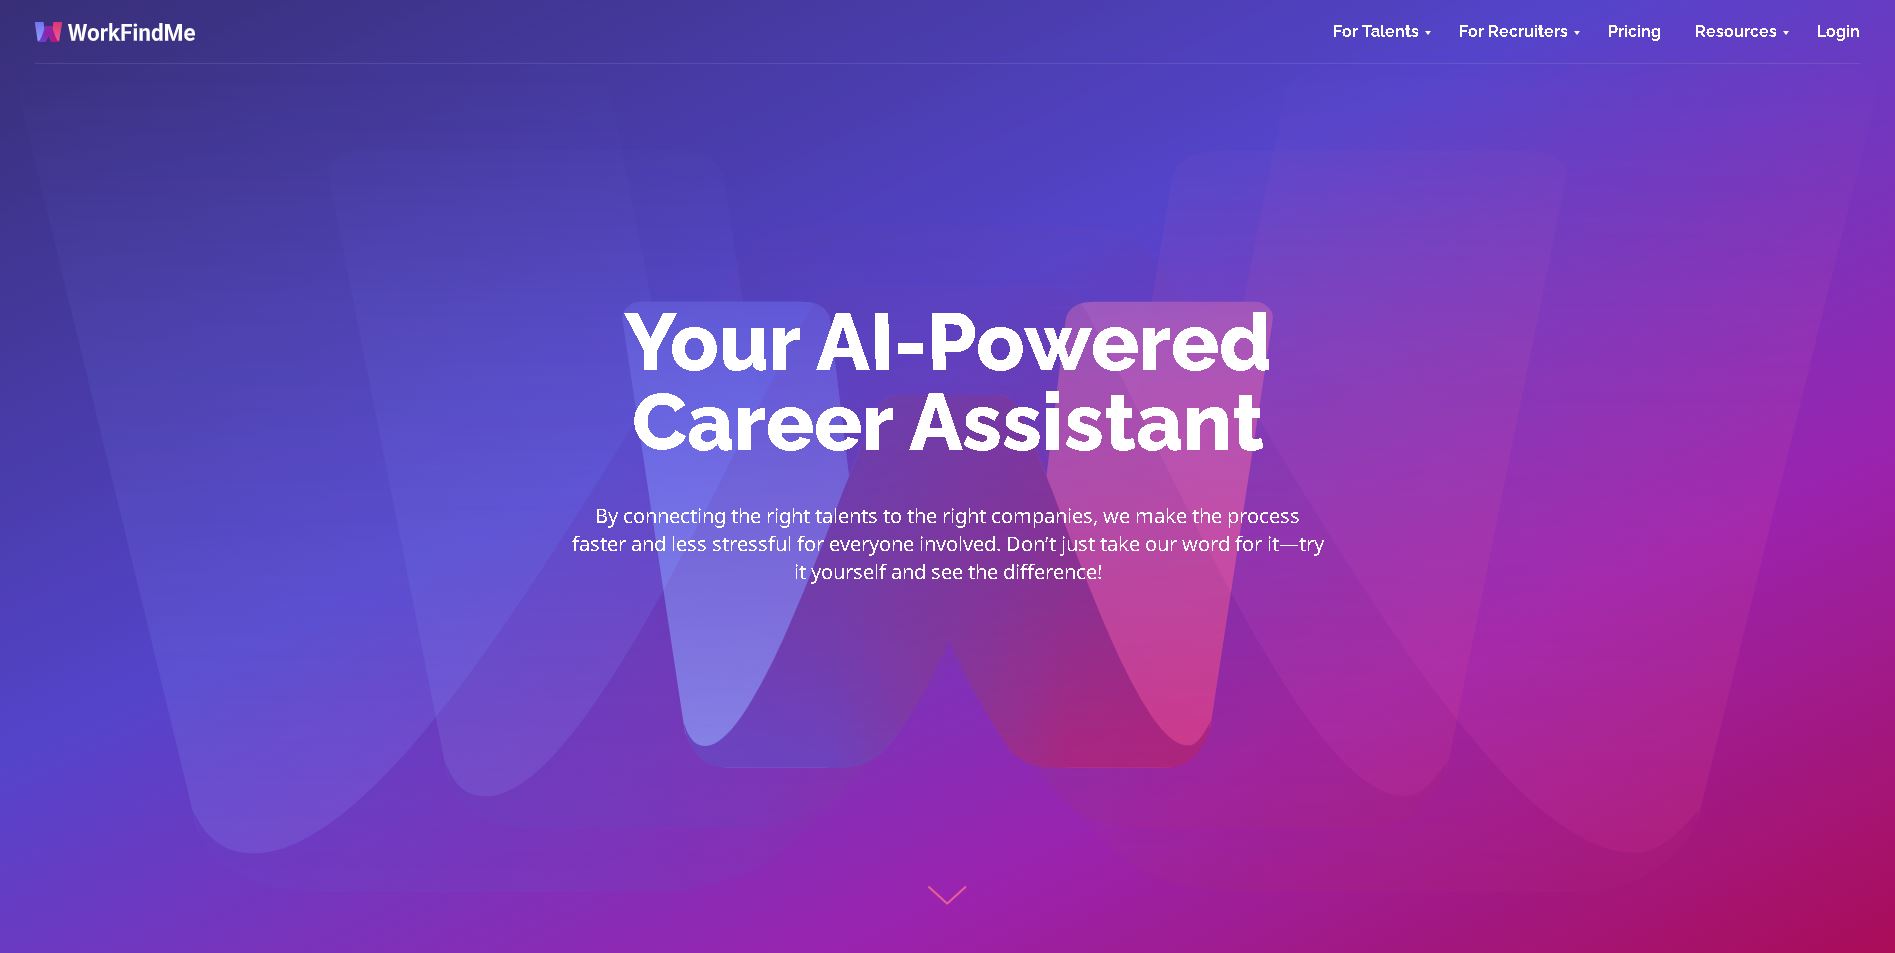 WorkFindMe
For Talents
For Recruiters
Pricing
Resources
Login
Your AI-Powered
Career Assistant
By connecting the right talents to the right companies, we make the process
faster and less stressful for everyone involved. Don’t just take our word for it—try
it yourself and see the difference!